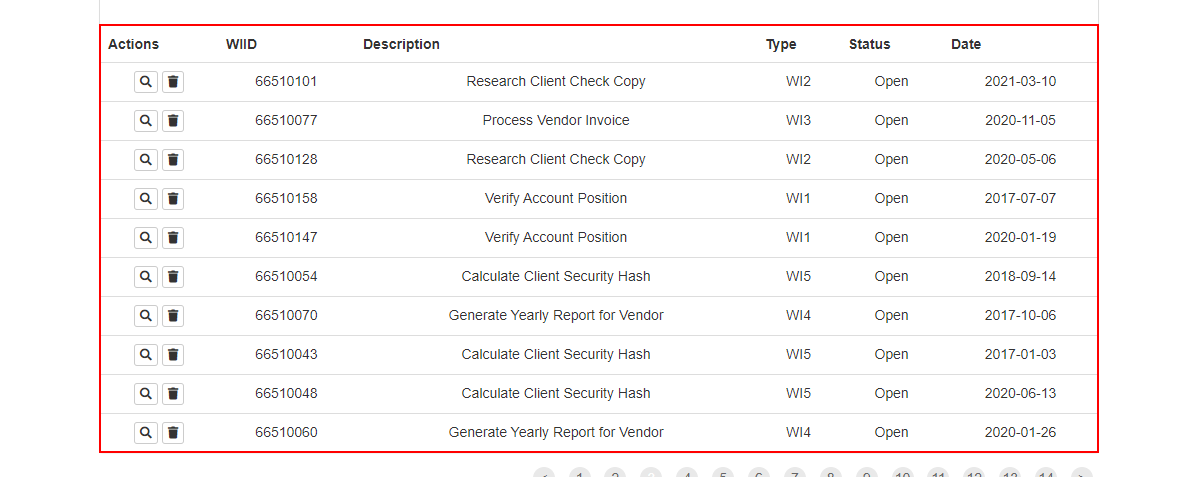 Actions WIID Description Type Status Date
66510101 Research Client Check Copy WI2 Open 2021-03-10
66510077 Process Vendor Invoice WI3 Open 2020-11-05
66510128 Research Client Check Copy WI2 Open 2020-05-06
66510158 Verify Account Position WI1 Open 2017-07-07
66510147 Verify Account Position WI1 Open 2020-01-19
66510054 Calculate Client Security Hash WI5 Open 2018-09-14
66510070 Generate Yearly Report for Vendor WI4 Open 2017-10-06
66510043 Calculate Client Security Hash WI5 Open 2017-01-03
66510048 Calculate Client Security Hash WI5 Open 2020-06-13
66510060 Generate Yearly Report for Vendor WI4 Open 2020-01-26
< 1 2 3 4 5 6 7 8 9 10 11 12 13 14 >